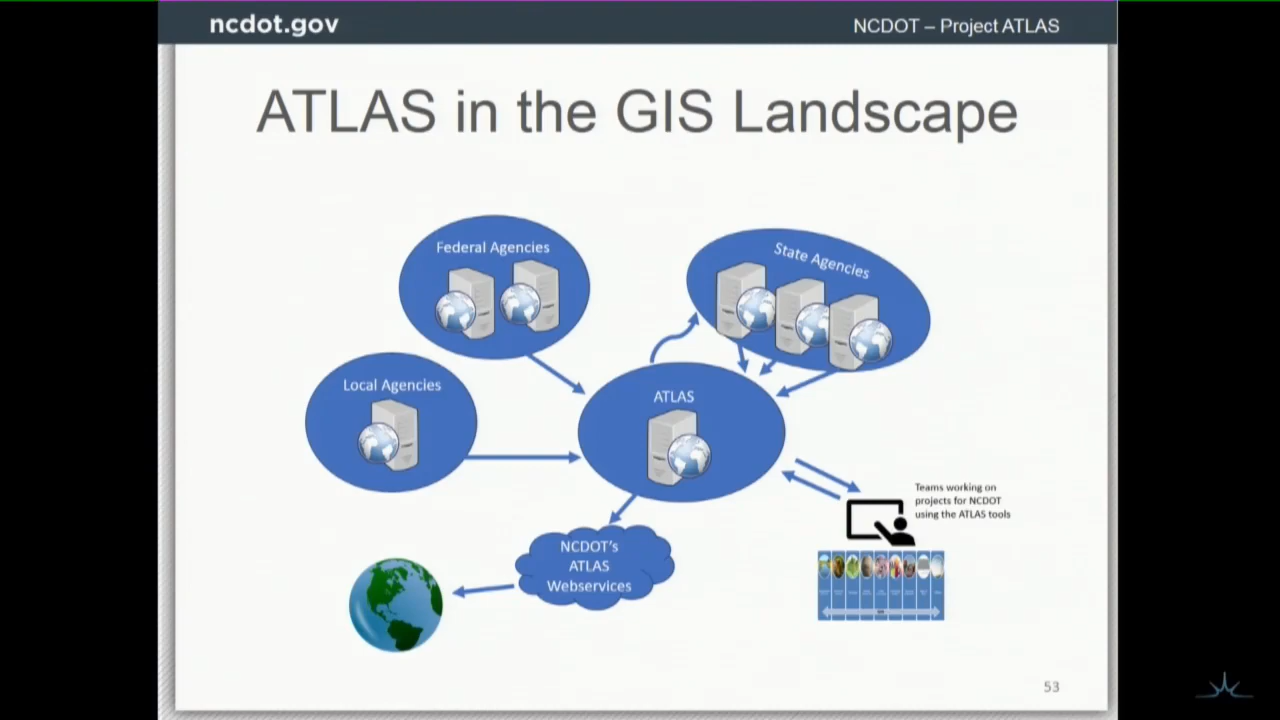 ncdot.gov
NCDOT – Project ATLAS
ATLAS in the GIS Landscape
Federal Agencies
State Agencies
Local Agencies
ATLAS
Teams working on
projects for NCDOT
using the ATLAS tools
NCDOT's
ATLAS
Webservices
53